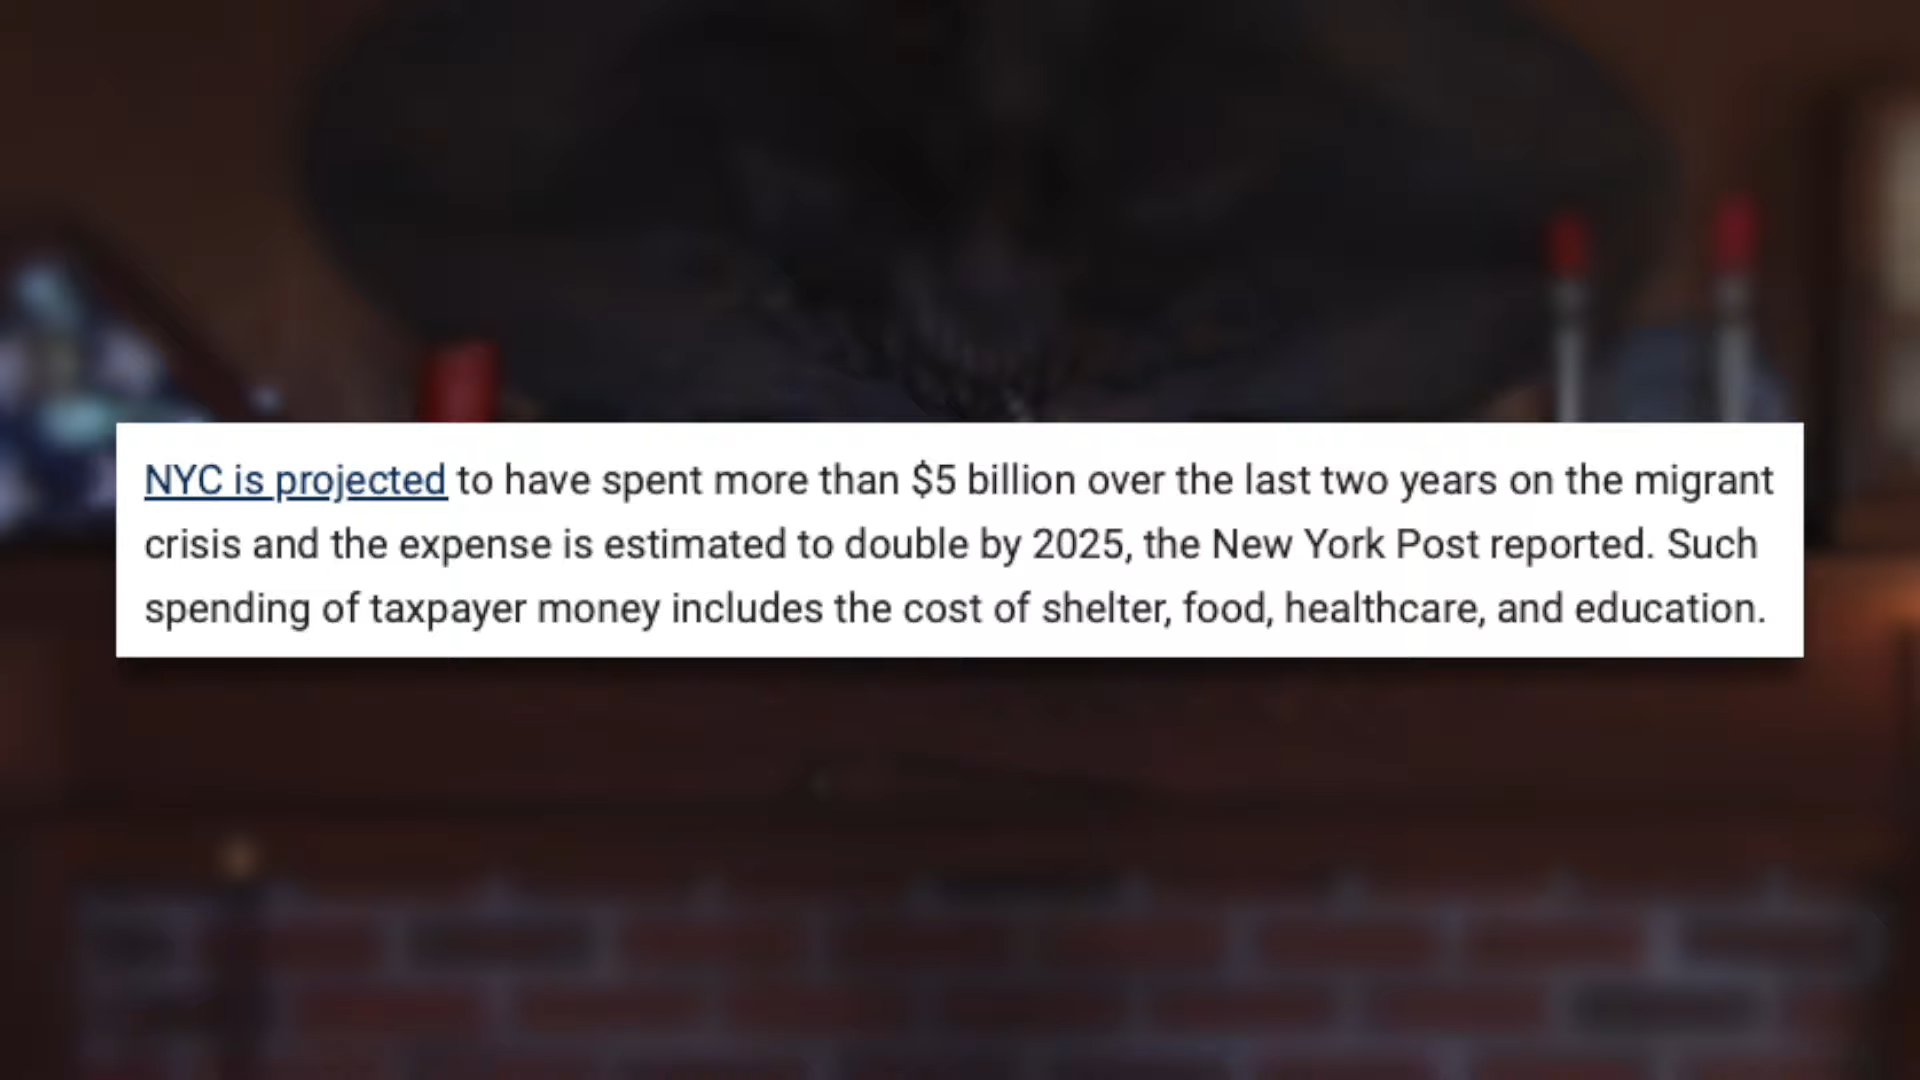 NYC is projected to have spent more than $5 billion over the last two years on the migrant
crisis and the expense is estimated to double by 2025, the New York Post reported. Such
spending of taxpayer money includes the cost of shelter, food, healthcare, and education.